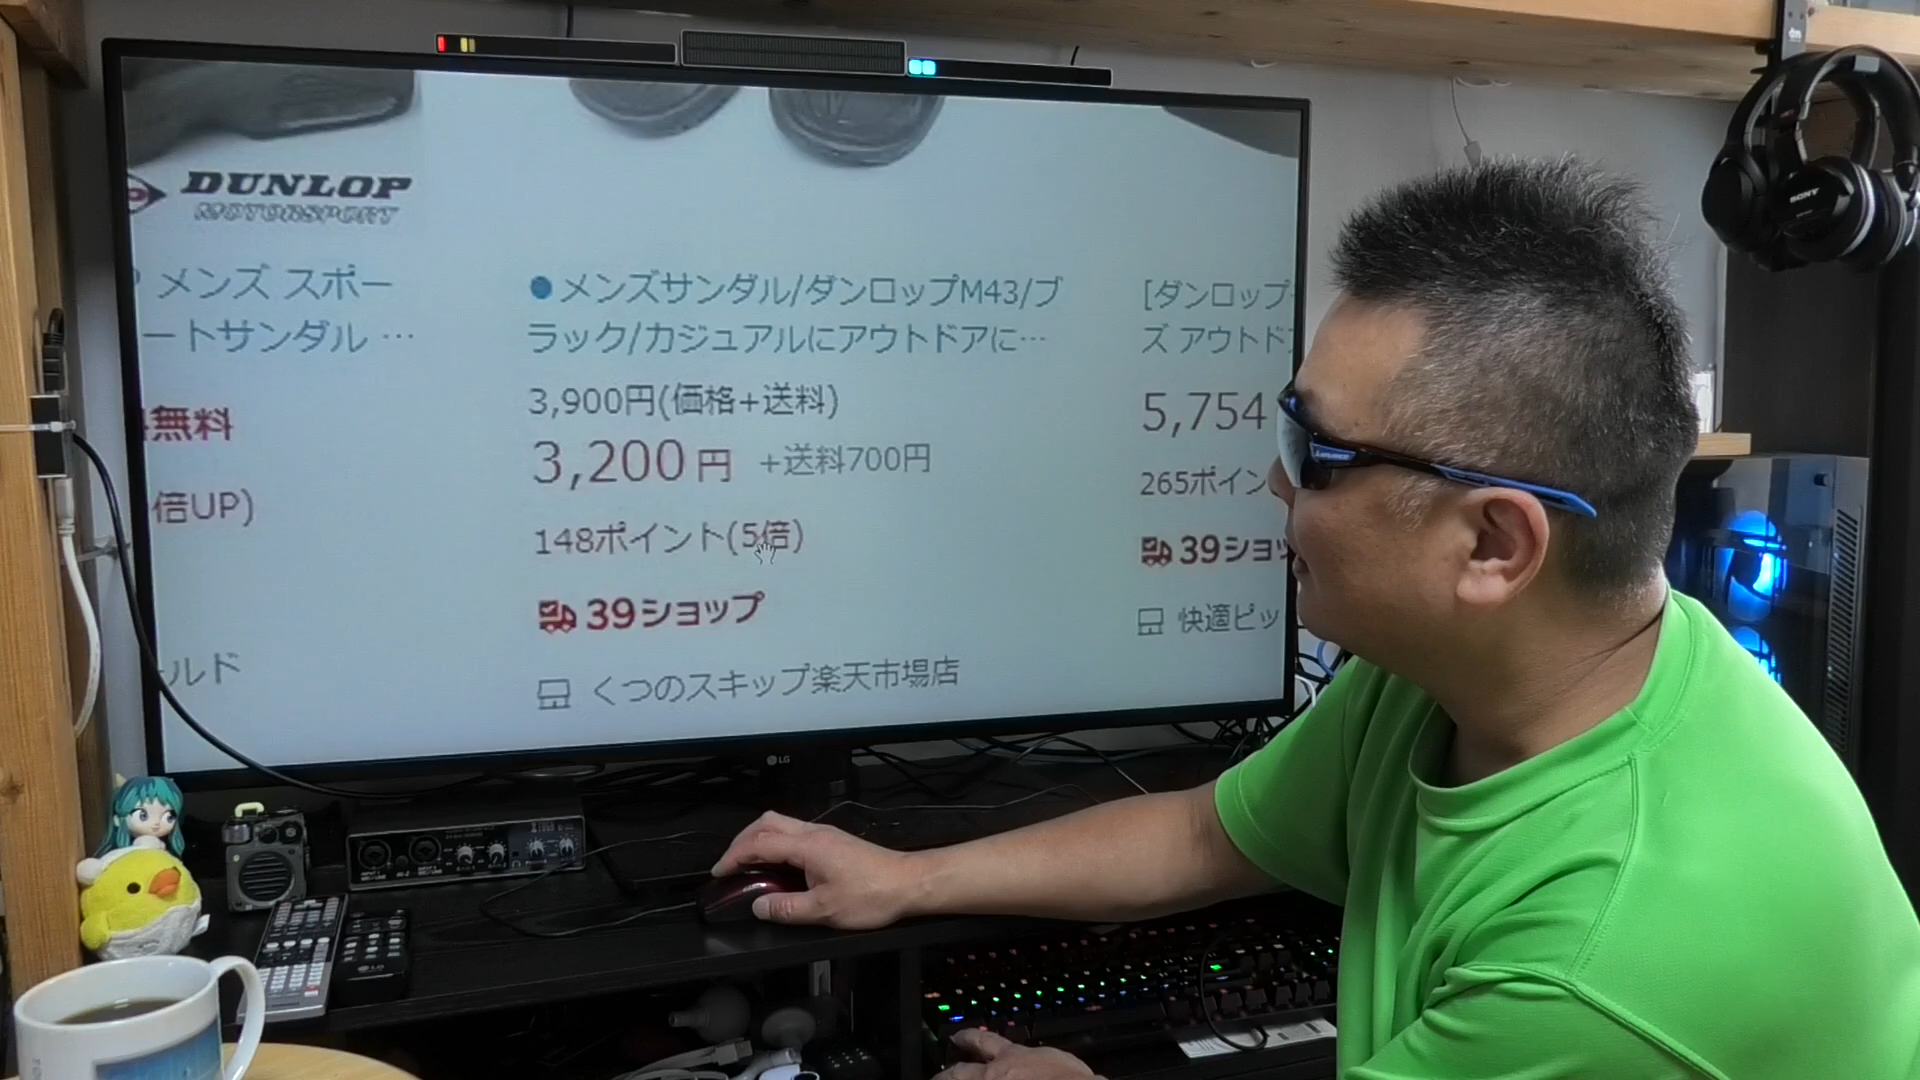 DUNLOP
MOTORSPORT
メンズ スポー
ートサンダル …
無料
倍UP)
ルド
●メンズサンダル/ダンロップM43/ブ
ラック/カジュアルにアウトドアに…
3,900円(価格+送料)
3,200円 +送料700円
148ポイント(5倍)
39ショップ
くつのスキップ楽天市場店
[ダンロップ
ズ アウトド
5,754
265ポイン
39ショッ
快適ピッ
LG
SONY
LG